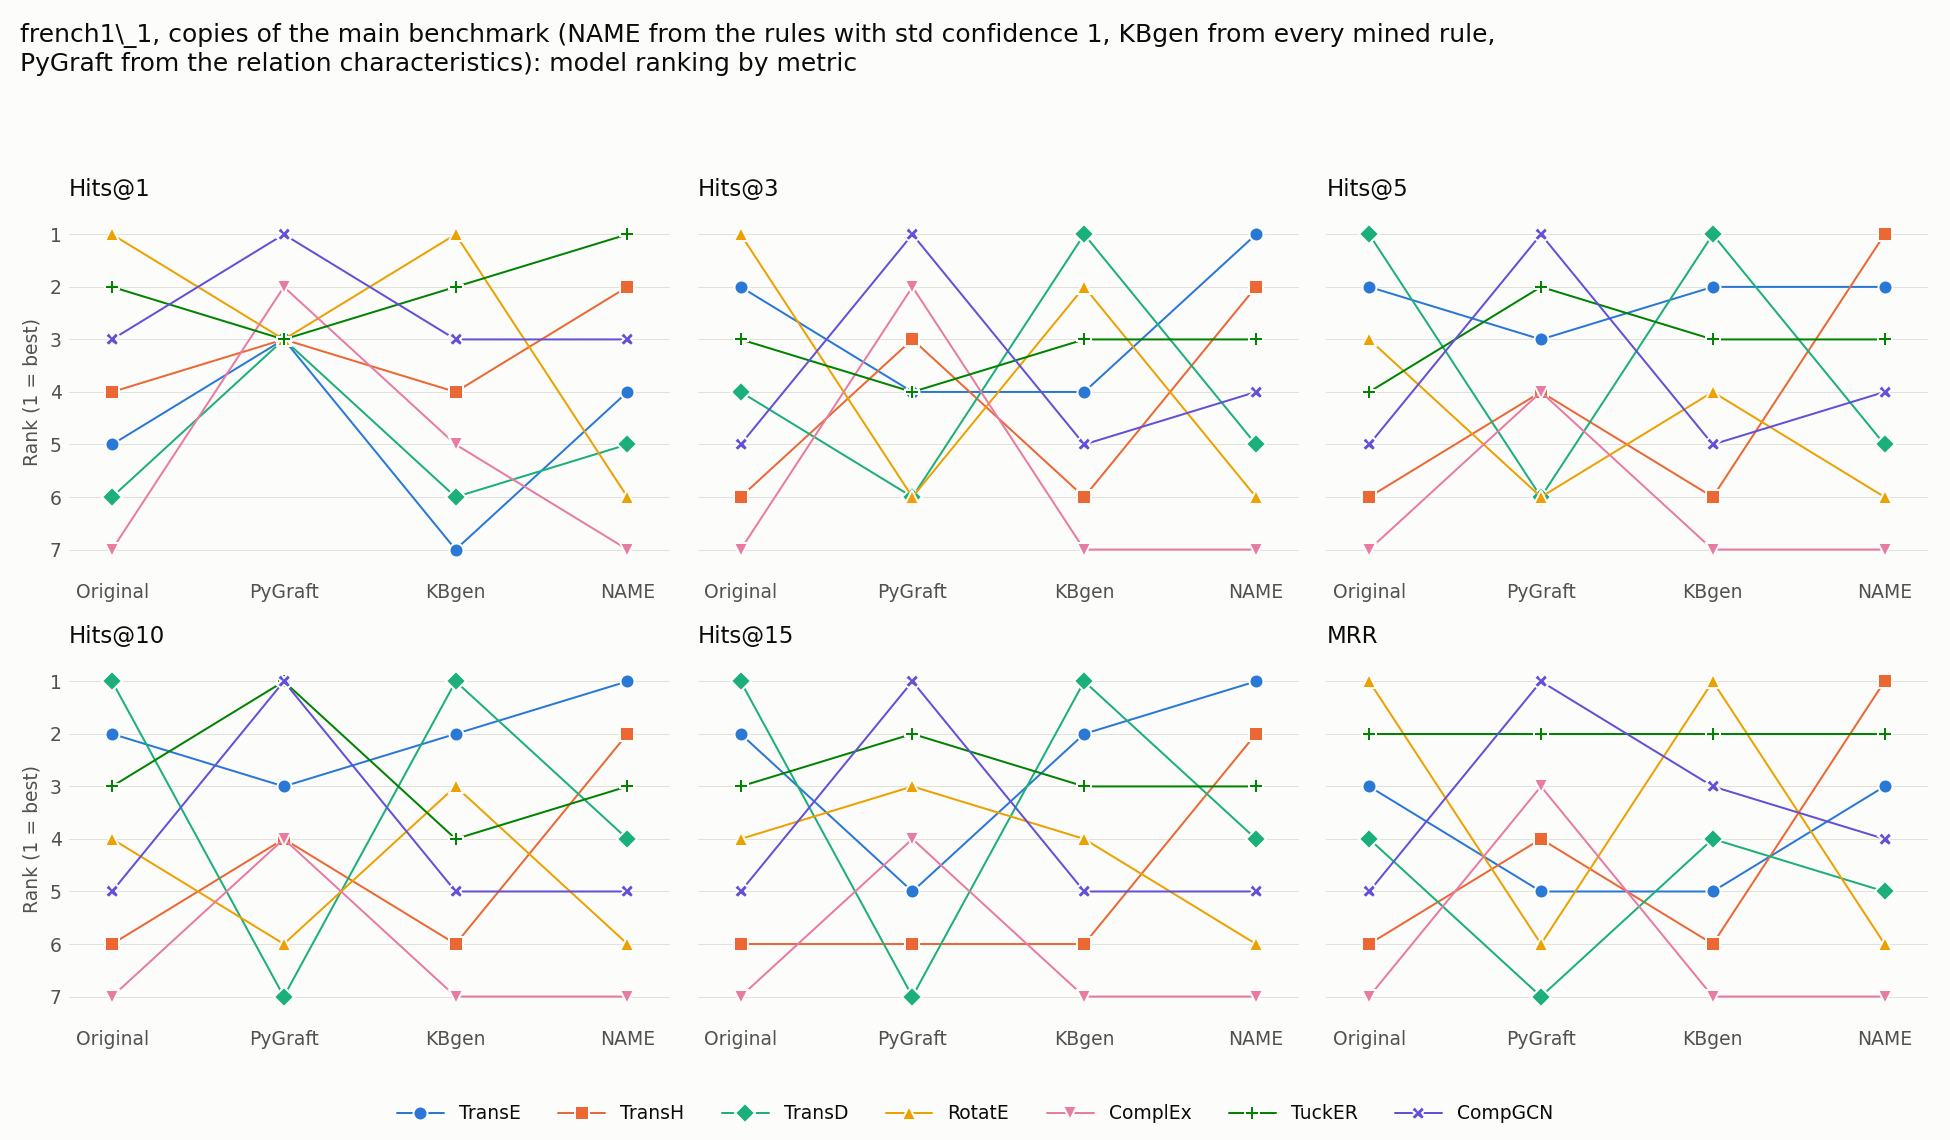 french1\_1, copies of the main benchmark (NAME from the rules with std confidence 1, KBgen from every mined rule,
PyGraft from the relation characteristics): model ranking by metric
Hits@1
Hits@3
Hits@5
Rank (1 = best)
1
2
3
4
5
6
7
Original PyGraft KBgen NAME
Original PyGraft KBgen NAME
Original PyGraft KBgen NAME
Hits@10
Hits@15
MRR
Rank (1 = best)
1
2
3
4
5
6
7
Original PyGraft KBgen NAME
Original PyGraft KBgen NAME
Original PyGraft KBgen NAME
TransE TransH TransD RotatE ComplEx TuckER CompGCN